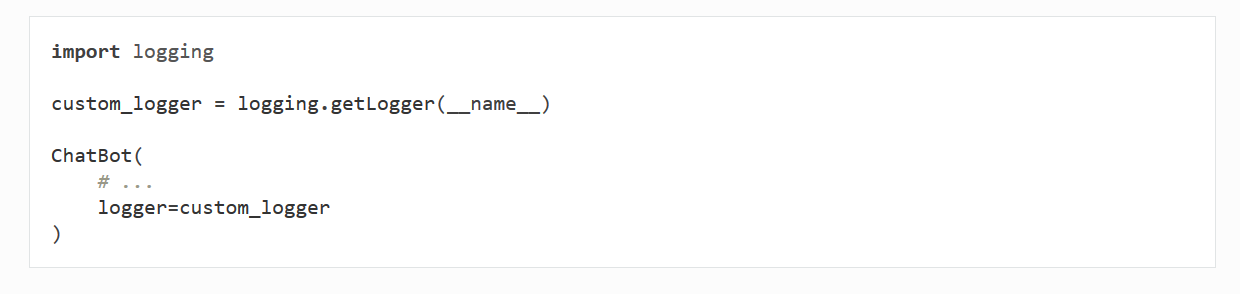 import logging

custom_logger = logging.getLogger(__name__)

ChatBot(
    # ...
    logger=custom_logger
)